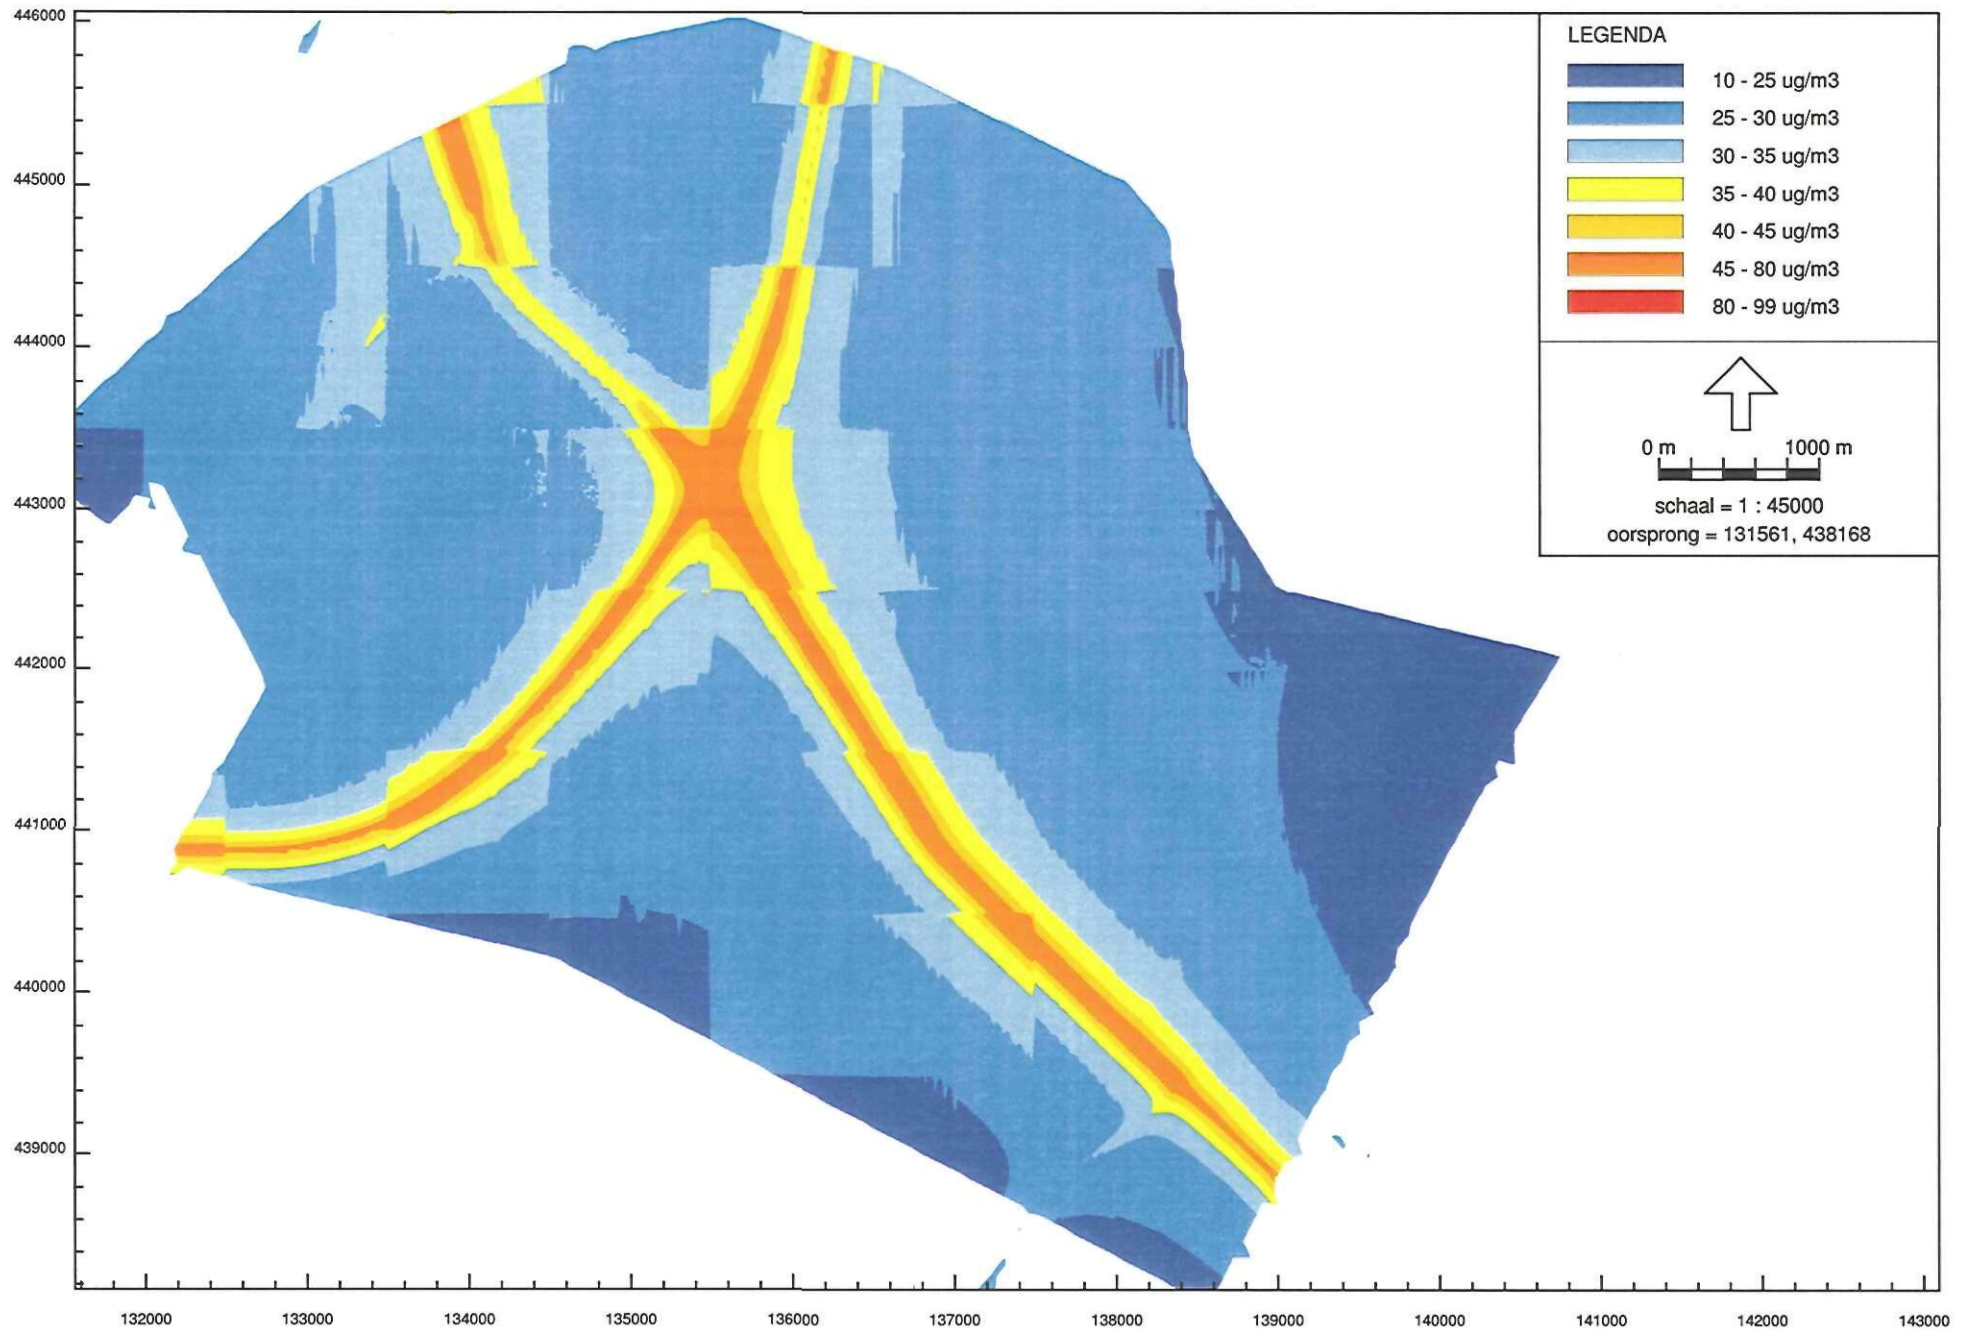 446000
445000
444000
443000
442000
441000
440000
439000
132000 133000 134000 135000 136000 137000 138000 139000 140000 141000 142000 143000
LEGENDA
10 - 25 ug/m3
25 - 30 ug/m3
30 - 35 ug/m3
35 - 40 ug/m3
40 - 45 ug/m3
45 - 80 ug/m3
80 - 99 ug/m3
0 m 1000 m
schaal = 1 : 45000
oorsprong = 131561, 438168